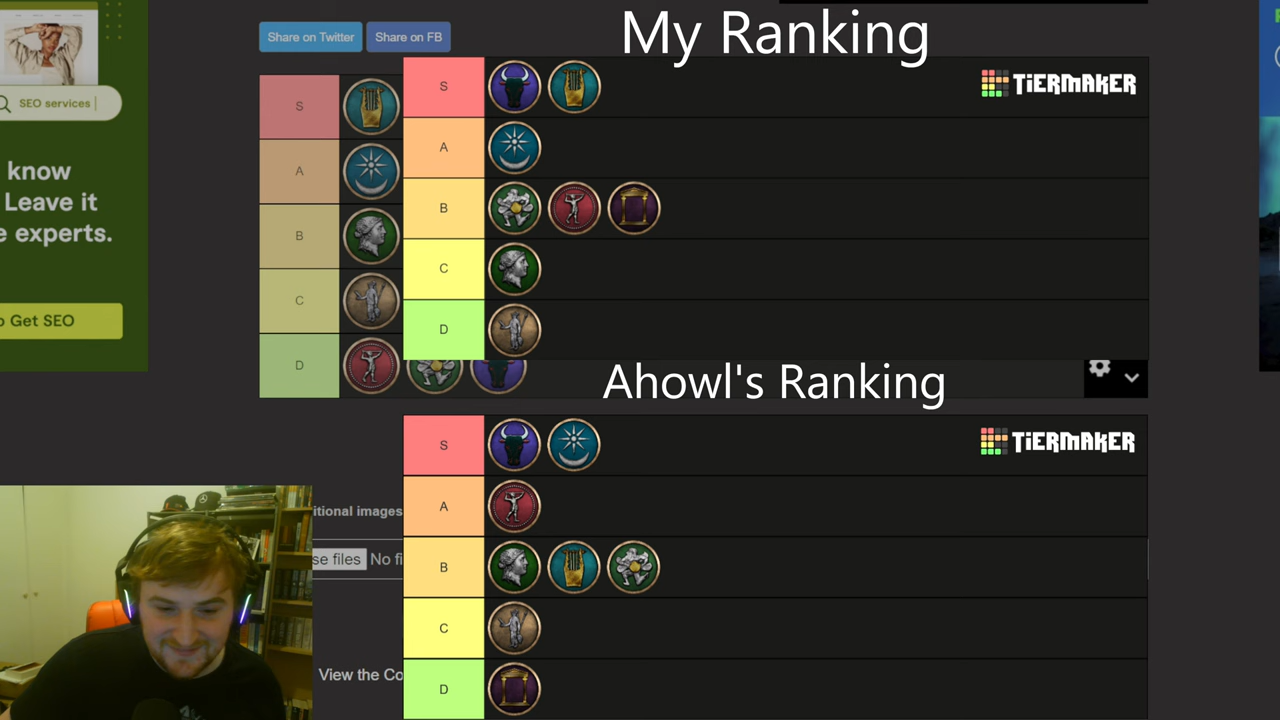 My Ranking
Share on Twitter
Share on FB
SEO services
know
Leave it
e experts.
o Get SEO
S
A
B
C
D
S
A
B
C
D
TIERMAKER
Ahowl's Ranking
S
A
B
C
D
TIERMAKER
itional images
se files
No fi
View the Co